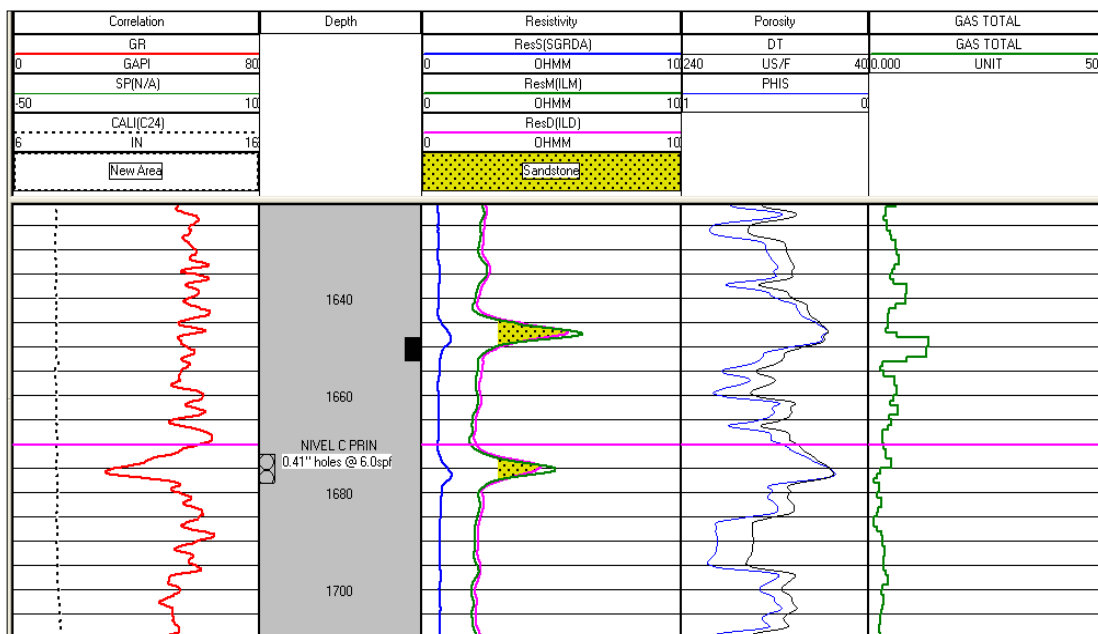 Correlation Depth Resistivity Porosity GAS TOTAL
GR ResS(SGRDA) DT GAS TOTAL
0 GAPI 80 0 OHMM 10 240 US/F 40 0.000 UNIT 50
SP(N/A) ResM(ILM) PHIS
-50 10 0 OHMM 10 1 0
CALI(C24) ResD(ILD)
6 IN 16 0 OHMM 10
New Area Sandstone
1640
1660
NIVEL C PRIN
0.41" holes @ 6.0spf
1680
1700